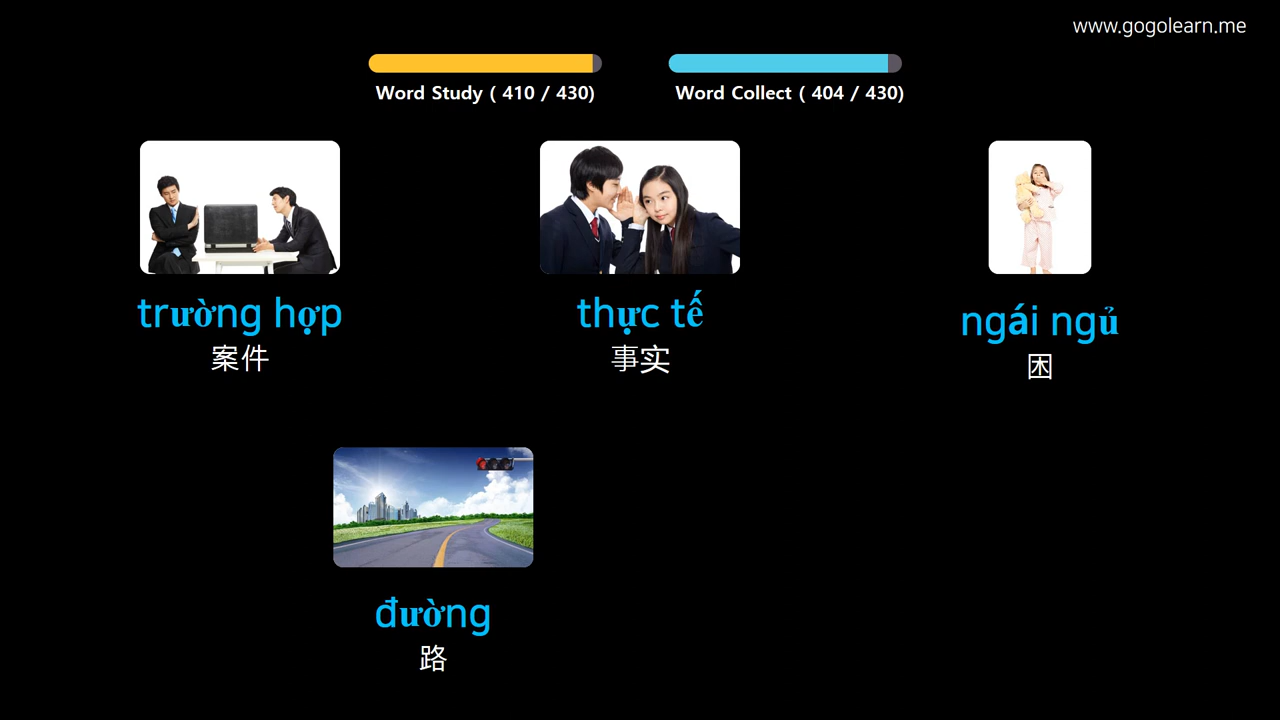 www.gogolearn.me
Word Study ( 410 / 430)
Word Collect ( 404 / 430)
trường hợp
案件
thực tế
事实
ngái ngủ
困
đường
路